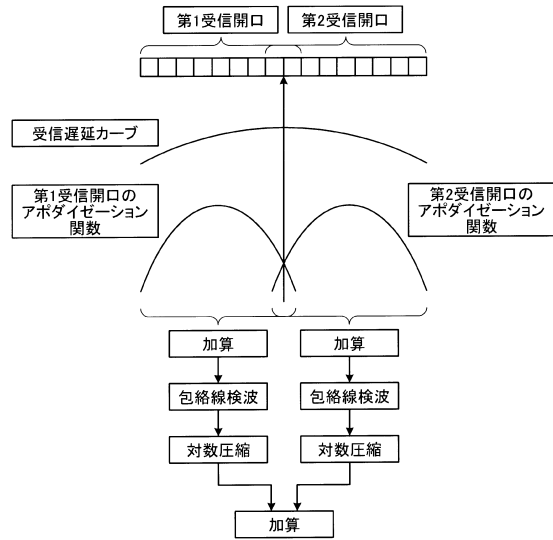 第1受信開口
第2受信開口
受信遅延カーブ
第1受信開口の
アポダイゼーション
関数
第2受信開口の
アポダイゼーション
関数
加算
加算
包絡線検波
包絡線検波
対数圧縮
対数圧縮
加算